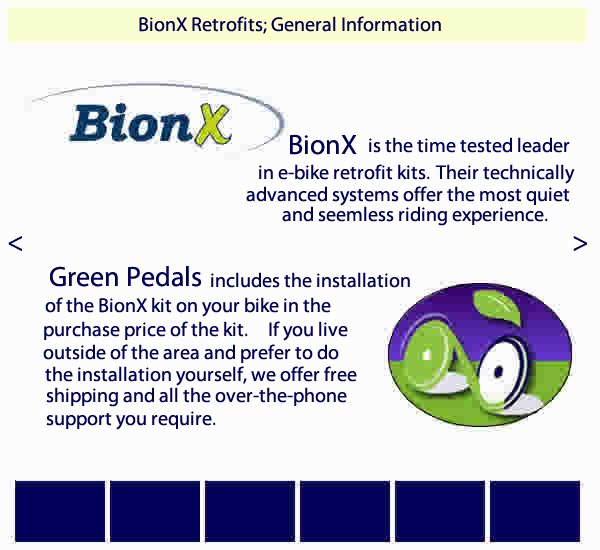 BionX Retrofits; General Information
BionX
BionX is the time tested leader
in e-bike retrofit kits. Their technically
advanced systems offer the most quiet
and seemless riding experience.
< >
Green Pedals includes the installation
of the BionX kit on your bike in the
purchase price of the kit. If you live
outside of the area and prefer to do
the installation yourself, we offer free
shipping and all the over-the-phone
support you require.